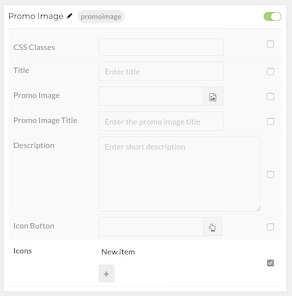 Promo Image promoimage
CSS Classes
Title Enter title
Promo Image
Promo Image Title Enter the promo image title
Description Enter short description
Icon Button
Icons New item
+